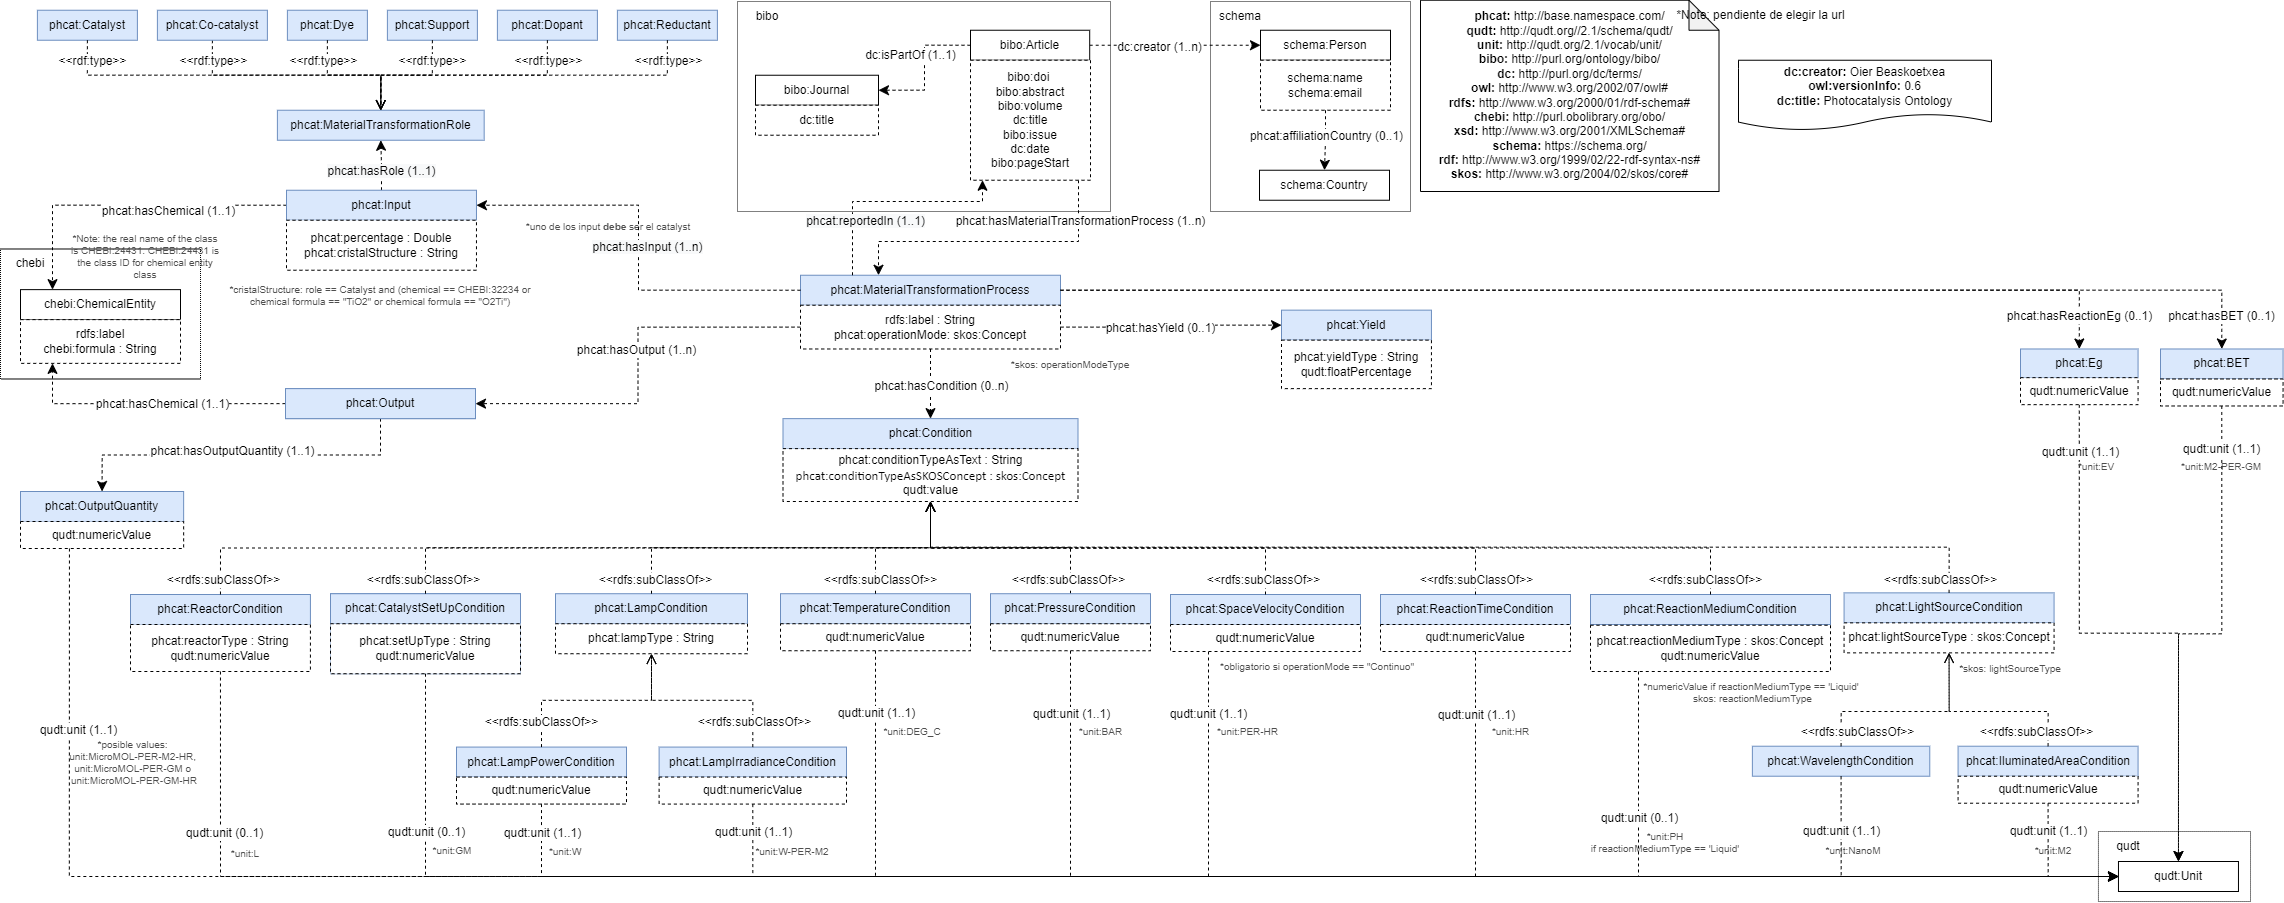 phcat:Catalyst
phcat:Co-catalyst
phcat:Dye
phcat:Support
phcat:Dopant
phcat:Reductant
<<rdf:type>>
<<rdf:type>>
<<rdf:type>>
<<rdf:type>>
<<rdf:type>>
<<rdf:type>>
phcat:MaterialTransformationRole
phcat:hasRole (1..1)
phcat:Input
phcat:percentage : Double
phcat:cristalStructure : String
phcat:hasChemical (1..1)
*Note: the real name of the class
is CHEBI:24431. CHEBI:24431 is
the class ID for chemical entity
class
*cristalStructure: role == Catalyst and (chemical == CHEBI:32234 or
chemical formula == "TiO2" or chemical formula == "O2Ti")
chebi
chebi:ChemicalEntity
rdfs:label
chebi:formula : String
phcat:hasChemical (1..1)
phcat:Output
phcat:hasOutputQuantity (1..1)
phcat:OutputQuantity
qudt:numericValue
*uno de los input debe ser el catalyst
phcat:hasInput (1..n)
phcat:hasOutput (1..n)
bibo
bibo:Article
bibo:doi
bibo:abstract
bibo:volume
dc:title
bibo:issue
dc:date
bibo:pageStart
dc:isPartOf (1..1)
bibo:Journal
dc:title
dc:creator (1..n)
schema
schema:Person
schema:name
schema:email
phcat:affiliationCountry (0..1)
schema:Country
phcat: http://base.namespace.com/
*Note: pendiente de elegir la url
qudt: http://qudt.org//2.1/schema/qudt/
unit: http://qudt.org/2.1/vocab/unit/
bibo: http://purl.org/ontology/bibo/
dc: http://purl.org/dc/terms/
owl: http://www.w3.org/2002/07/owl#
rdfs: http://www.w3.org/2000/01/rdf-schema#
chebi: http://purl.obolibrary.org/obo/
xsd: http://www.w3.org/2001/XMLSchema#
schema: https://schema.org/
rdf: http://www.w3.org/1999/02/22-rdf-syntax-ns#
skos: http://www.w3.org/2004/02/skos/core#
dc:creator: Oier Beaskoetxea
owl:versionInfo: 0.6
dc:title: Photocatalysis Ontology
phcat:reportedIn (1..1)
phcat:hasMaterialTransformationProcess (1..n)
phcat:MaterialTransformationProcess
rdfs:label : String
phcat:operationMode: skos:Concept
*skos: operationModeType
phcat:hasYield (0..1)
phcat:Yield
phcat:yieldType : String
qudt:floatPercentage
phcat:hasReactionEg (0..1)
phcat:hasBET (0..1)
phcat:Eg
qudt:numericValue
phcat:BET
qudt:numericValue
qudt:unit (1..1)
*unit:EV
qudt:unit (1..1)
*unit:M2-PER-GM
phcat:hasCondition (0..n)
phcat:Condition
phcat:conditionTypeAsText : String
phcat:conditionTypeAsSKOSConcept : skos:Concept
qudt:value
<<rdfs:subClassOf>>
<<rdfs:subClassOf>>
<<rdfs:subClassOf>>
<<rdfs:subClassOf>>
<<rdfs:subClassOf>>
<<rdfs:subClassOf>>
<<rdfs:subClassOf>>
<<rdfs:subClassOf>>
<<rdfs:subClassOf>>
phcat:ReactorCondition
phcat:reactorType : String
qudt:numericValue
phcat:CatalystSetUpCondition
phcat:setUpType : String
qudt:numericValue
phcat:LampCondition
phcat:lampType : String
phcat:TemperatureCondition
qudt:numericValue
phcat:PressureCondition
qudt:numericValue
phcat:SpaceVelocityCondition
qudt:numericValue
*obligatorio si operationMode == "Continuo"
phcat:ReactionTimeCondition
qudt:numericValue
phcat:ReactionMediumCondition
phcat:reactionMediumType : skos:Concept
qudt:numericValue
*numericValue if reactionMediumType == 'Liquid'
skos: reactionMediumType
phcat:LightSourceCondition
phcat:lightSourceType : skos:Concept
*skos: lightSourceType
qudt:unit (1..1)
*posible values:
unit:MicroMOL-PER-M2-HR,
unit:MicroMOL-PER-GM o
unit:MicroMOL-PER-GM-HR
<<rdfs:subClassOf>>
<<rdfs:subClassOf>>
phcat:LampPowerCondition
qudt:numericValue
phcat:LampIrradianceCondition
qudt:numericValue
qudt:unit (1..1)
*unit:DEG_C
qudt:unit (1..1)
*unit:BAR
qudt:unit (1..1)
*unit:PER-HR
qudt:unit (1..1)
*unit:HR
<<rdfs:subClassOf>>
<<rdfs:subClassOf>>
phcat:WavelengthCondition
phcat:IluminatedAreaCondition
qudt:numericValue
qudt:unit (0..1)
*unit:L
qudt:unit (0..1)
*unit:GM
qudt:unit (1..1)
*unit:W
qudt:unit (1..1)
*unit:W-PER-M2
qudt:unit (0..1)
*unit:PH
if reactionMediumType == 'Liquid'
qudt:unit (1..1)
*unit:NanoM
qudt:unit (1..1)
*unit:M2
qudt
qudt:Unit